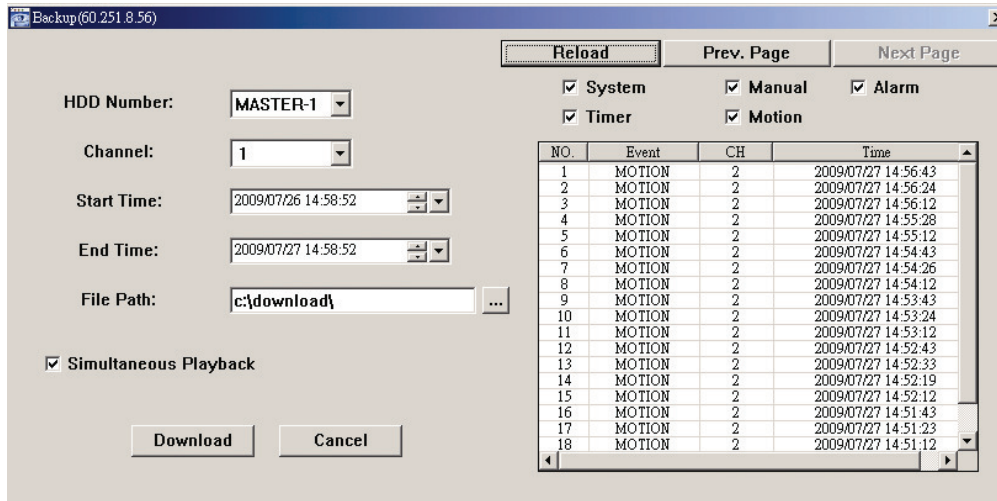 Backup(60.251.8.56)
Reload Prev. Page Next Page
HDD Number: MASTER-1
System Manual Alarm
Timer Motion
Channel: 1
Start Time: 2009/07/26 14:58:52
End Time: 2009/07/27 14:58:52
File Path: c:\download\ ...
Simultaneous Playback
Download Cancel
NO. Event CH Time
1 MOTION 2 2009/07/27 14:56:43
2 MOTION 2 2009/07/27 14:56:24
3 MOTION 2 2009/07/27 14:56:12
4 MOTION 2 2009/07/27 14:55:28
5 MOTION 2 2009/07/27 14:55:12
6 MOTION 2 2009/07/27 14:54:43
7 MOTION 2 2009/07/27 14:54:26
8 MOTION 2 2009/07/27 14:54:12
9 MOTION 2 2009/07/27 14:53:43
10 MOTION 2 2009/07/27 14:53:24
11 MOTION 2 2009/07/27 14:53:12
12 MOTION 2 2009/07/27 14:52:43
13 MOTION 2 2009/07/27 14:52:33
14 MOTION 2 2009/07/27 14:52:19
15 MOTION 2 2009/07/27 14:52:12
16 MOTION 2 2009/07/27 14:51:43
17 MOTION 2 2009/07/27 14:51:23
18 MOTION 2 2009/07/27 14:51:12